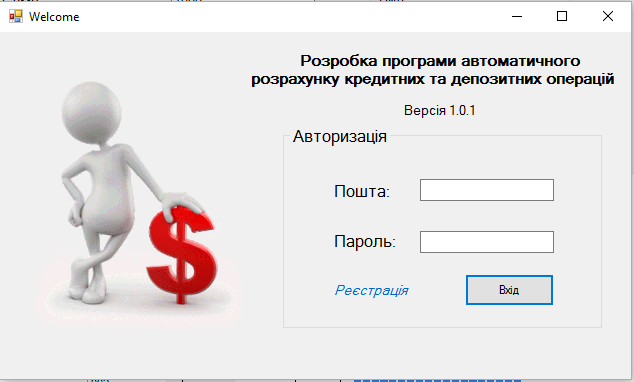 Welcome
Розробка програми автоматичного
розрахунку кредитних та депозитних операцій
Версія 1.0.1
Авторизація
Пошта:
Пароль:
Реєстрація
Вхід
$